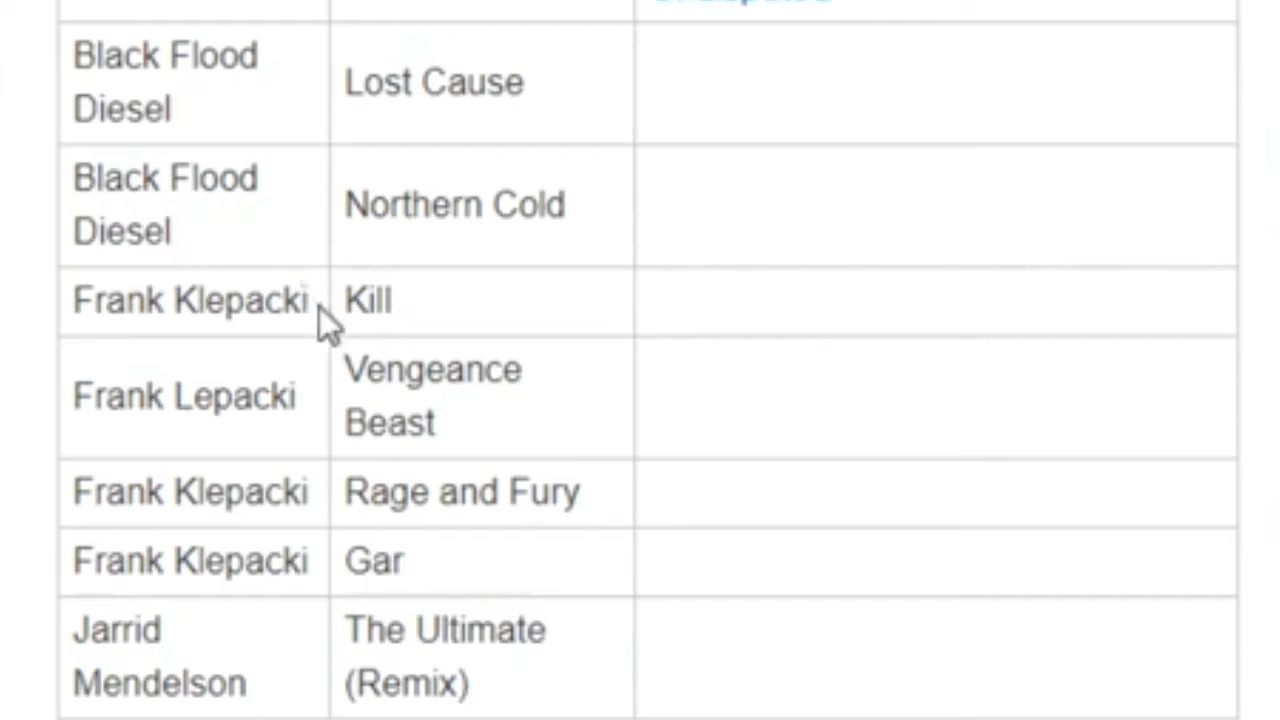 Black Flood
Diesel
Lost Cause
Black Flood
Diesel
Northern Cold
Frank Klepacki
Kill
Frank Lepacki
Vengeance
Beast
Rage and Fury
Frank Klepacki
Gar
Frank Klepacki
Jarrid
Mendelson
The Ultimate
(Remix)